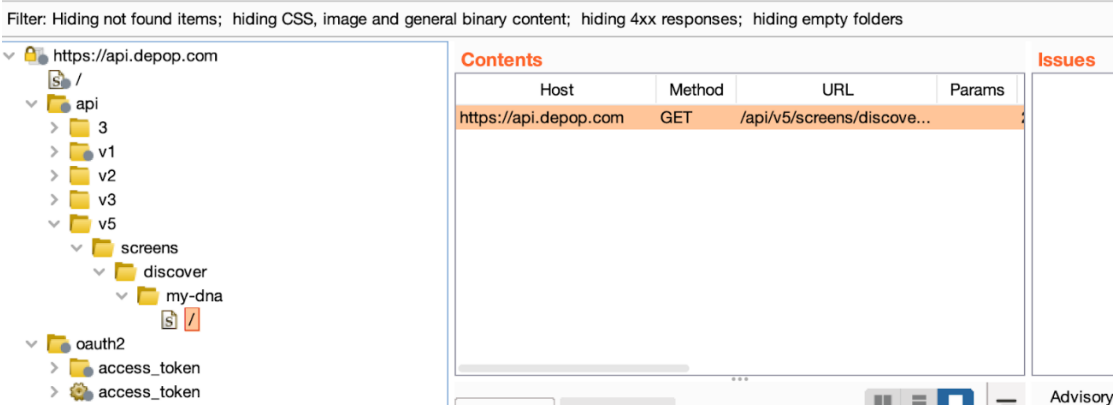 Filter: Hiding not found items; hiding CSS, image and general binary content; hiding 4xx responses; hiding empty folders
https://api.depop.com
/
api
3
v1
v2
v3
v5
screens
discover
my-dna
/
oauth2
access_token
access_token
Contents
Host Method URL Params
https://api.depop.com GET /api/v5/screens/discove...
Issues
Advisory